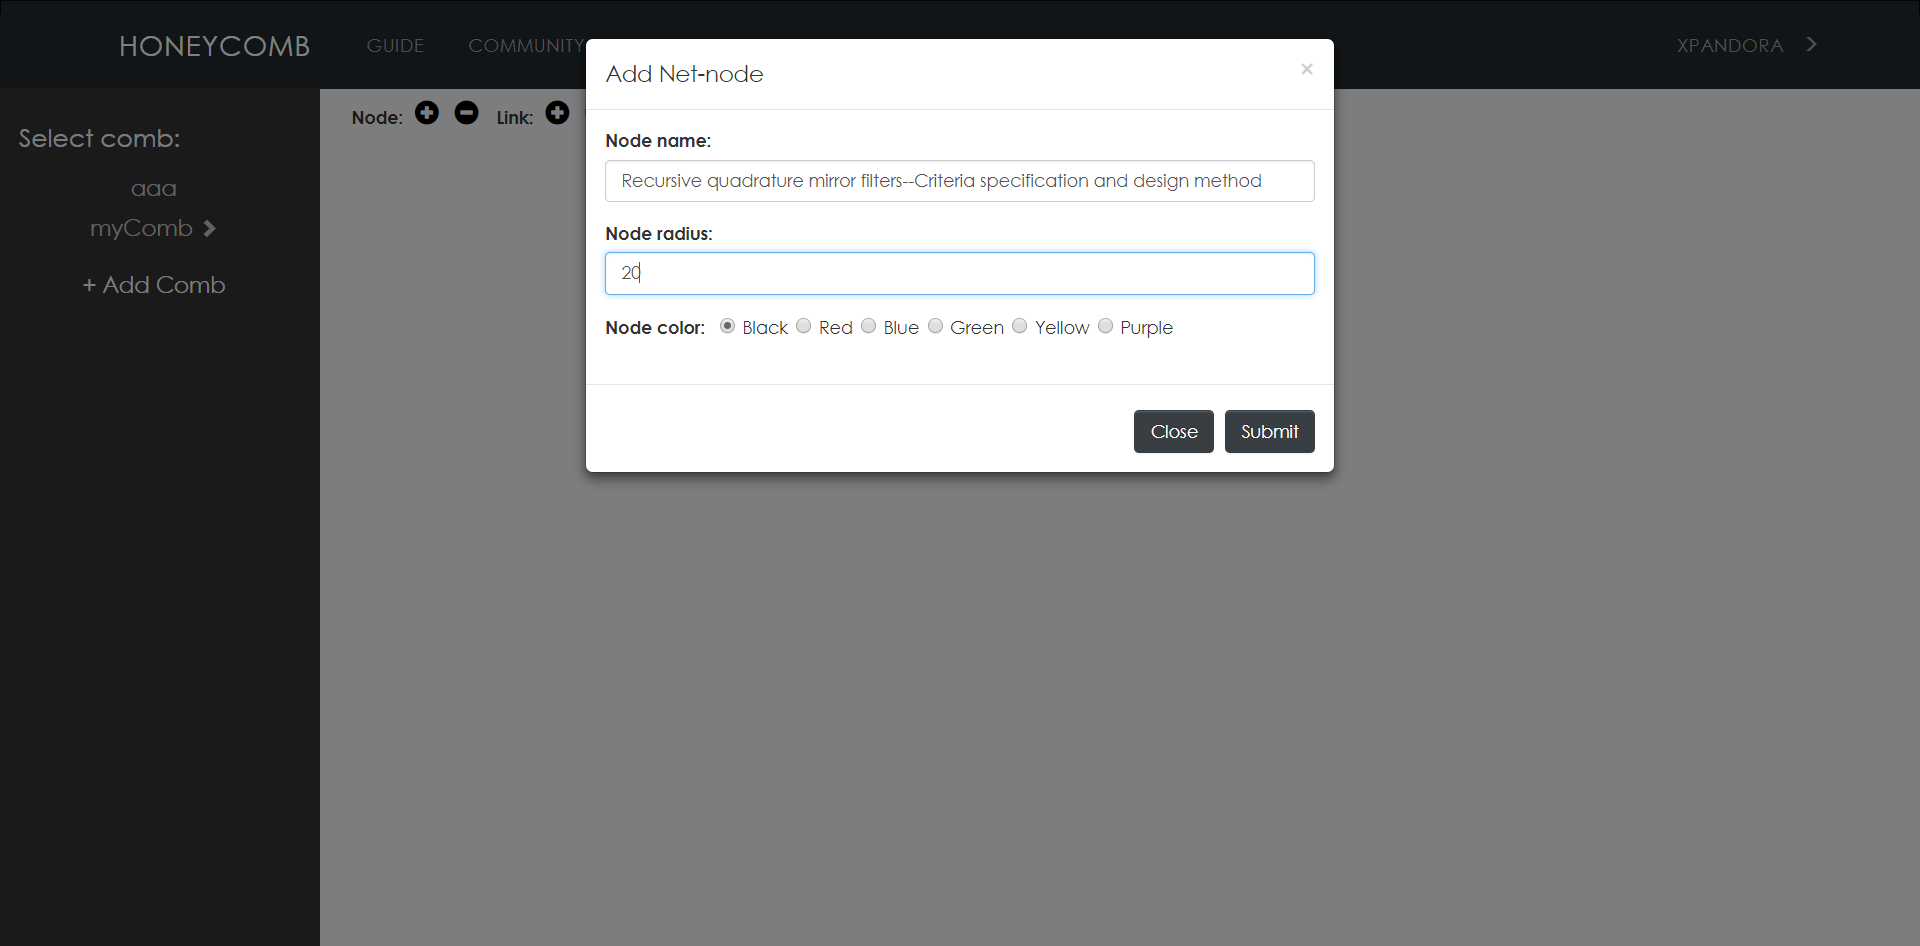 HONEYCOMB GUIDE COMMUNITY XPANDORA
Add Net-node ×
Select comb:
aaa
myComb
+ Add Comb
Node: Link:
Node name:
Recursive quadrature mirror filters--Criteria specification and design method
Node radius:
20
Node color: Black Red Blue Green Yellow Purple
Close Submit